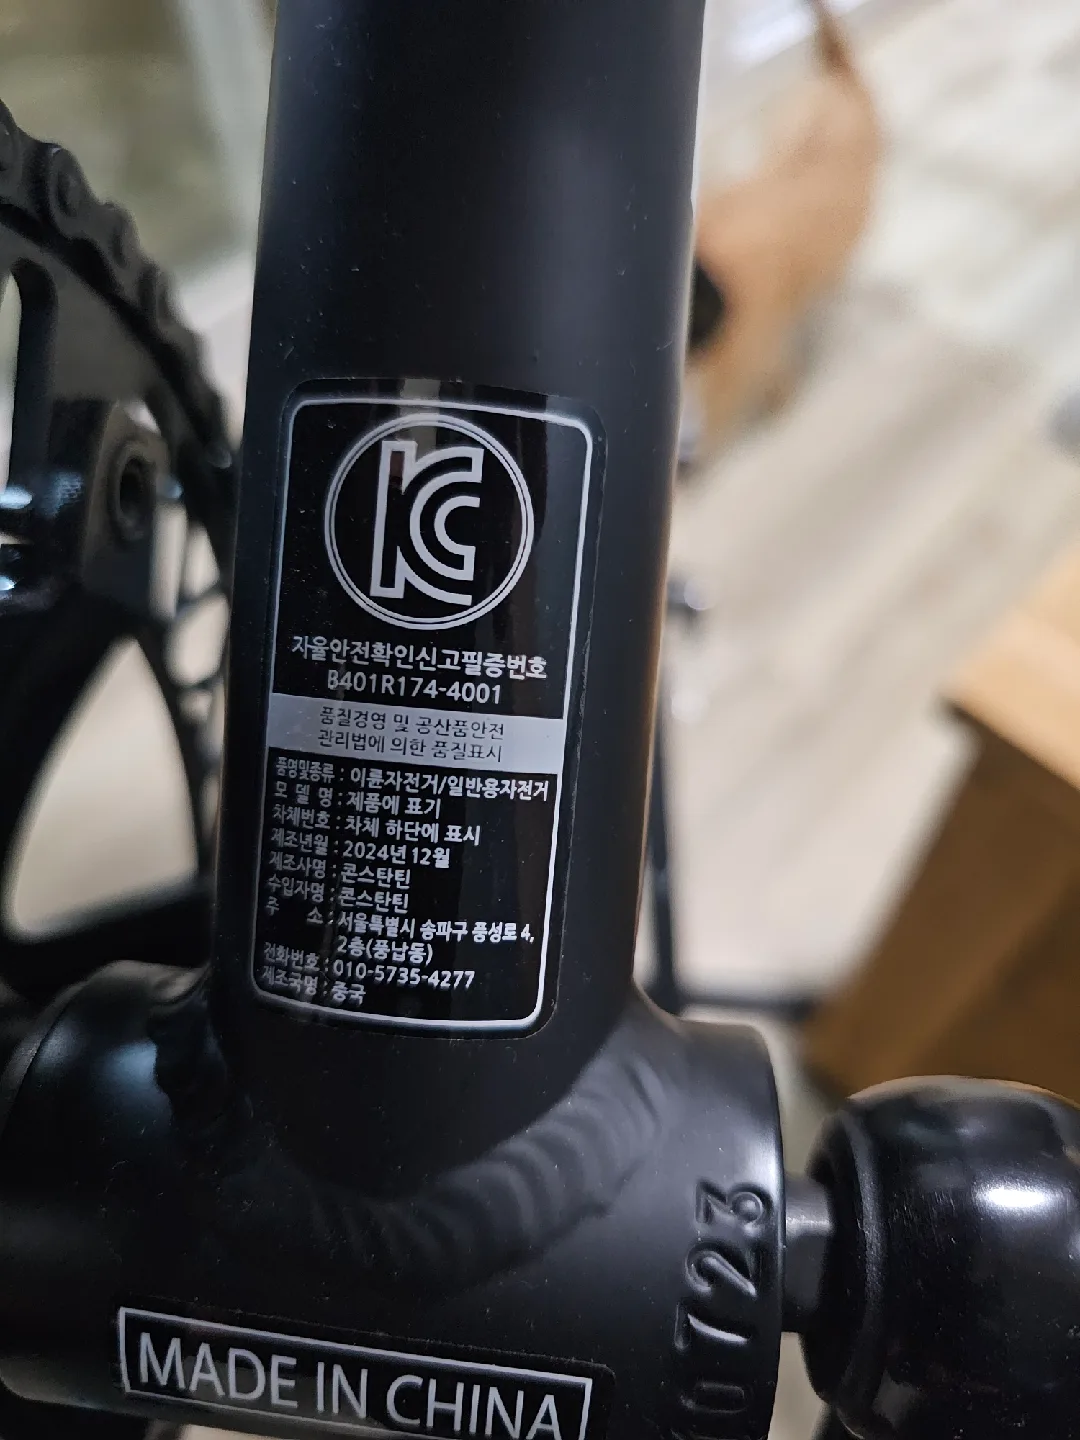 KC
자율안전확인신고필증번호
B401R174-4001
품질경영 및 공산품안전
관리법에 의한 품질표시
품명및종류 : 이륜자전거/일반용자전거
모 델 명 : 제품에 표기
차체번호 : 차체 하단에 표시
제조년월 : 2024년 12월
제조사명 : 콘스탄틴
수입자명 : 콘스탄틴
주 소 : 서울특별시 송파구 풍성로 4,
2층(풍납동)
전화번호 : 010-5735-4277
제조국명 : 중국
0723
MADE IN CHINA